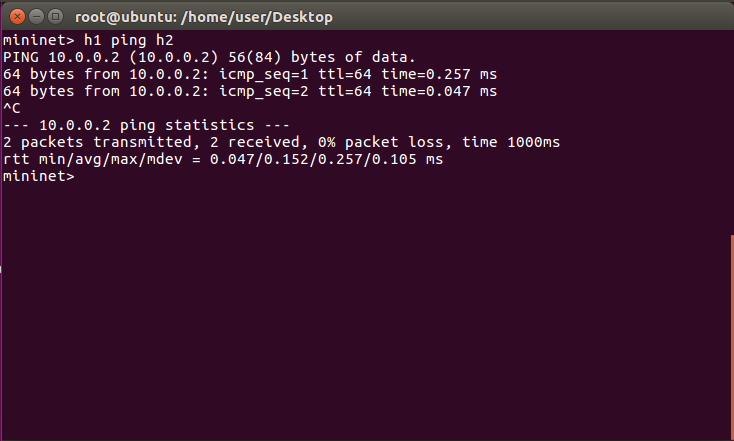 root@ubuntu: /home/user/Desktop
mininet> h1 ping h2
PING 10.0.0.2 (10.0.0.2) 56(84) bytes of data.
64 bytes from 10.0.0.2: icmp_seq=1 ttl=64 time=0.257 ms
64 bytes from 10.0.0.2: icmp_seq=2 ttl=64 time=0.047 ms
^C
--- 10.0.0.2 ping statistics ---
2 packets transmitted, 2 received, 0% packet loss, time 1000ms
rtt min/avg/max/mdev = 0.047/0.152/0.257/0.105 ms
mininet>